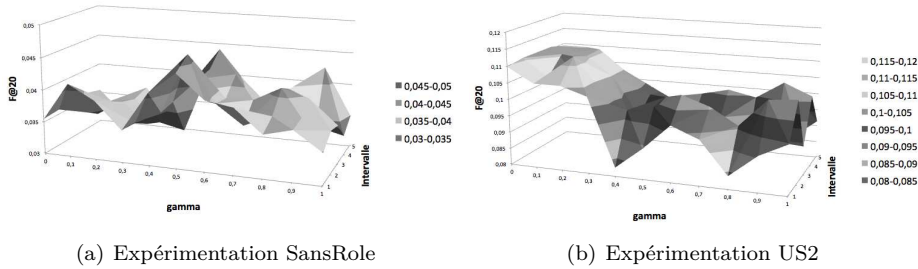 0,05
0,045
0,04
0,035
0,03
F@20
0 0,1 0,2 0,3 0,4 0,5 0,6 0,7 0,8 0,9 1
gamma
1 2 3 4 5
Intervalle
0,045-0,05
0,04-0,045
0,035-0,04
0,03-0,035
(a) Expérimentation SansRole
0,12
0,115
0,11
0,105
0,1
0,095
0,09
0,085
0,08
F@20
0 0,1 0,2 0,3 0,4 0,5 0,6 0,7 0,8 0,9 1
gamma
1 2 3 4 5
Intervalle
0,115-0,12
0,11-0,115
0,105-0,11
0,1-0,105
0,095-0,1
0,09-0,095
0,085-0,09
0,08-0,085
(b) Expérimentation US2